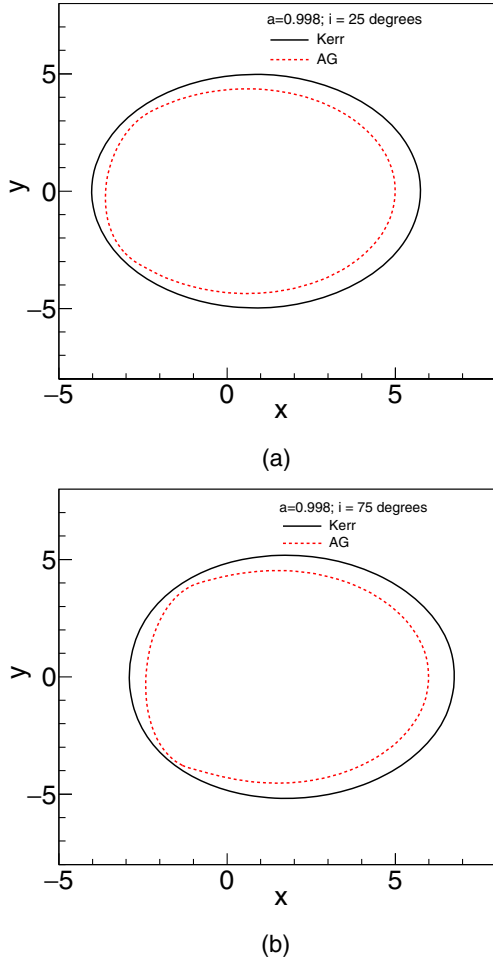 a=0.998; i = 25 degrees
Kerr
AG
5
0
−5
y
−5
0
5
x
(a)
a=0.998; i = 75 degrees
Kerr
AG
5
0
−5
y
−5
0
5
x
(b)